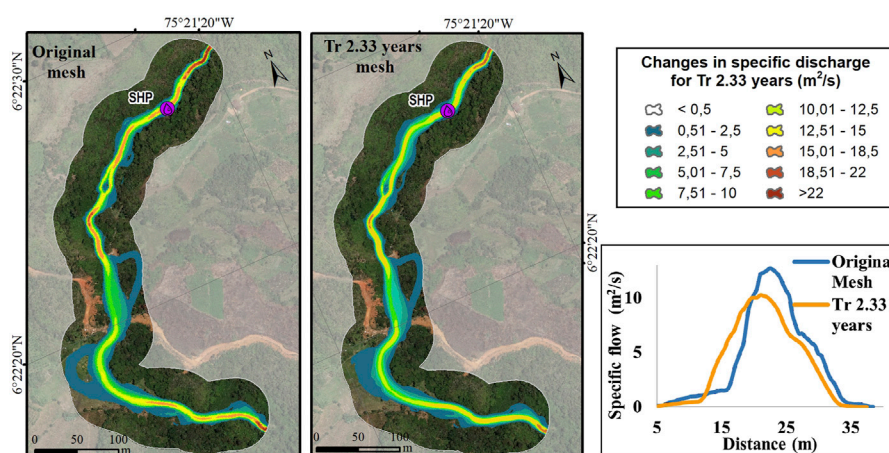 75°21'20"W
75°21'20"W
Original
mesh
N
SHP
6°22'30"N
6°22'20"N
0
50
100
m
Tr 2.33 years
mesh
N
SHP
6°22'20"N
0
50
100
m
Changes in specific discharge
for Tr 2.33 years (m²/s)
< 0,5
0,51 - 2,5
2,51 - 5
5,01 - 7,5
7,51 - 10
10,01 - 12,5
12,51 - 15
15,01 - 18,5
18,51 - 22
>22
Specific flow (m²/s)
10
5
0
5
15
25
35
Distance (m)
Original
Mesh
Tr 2.33
years